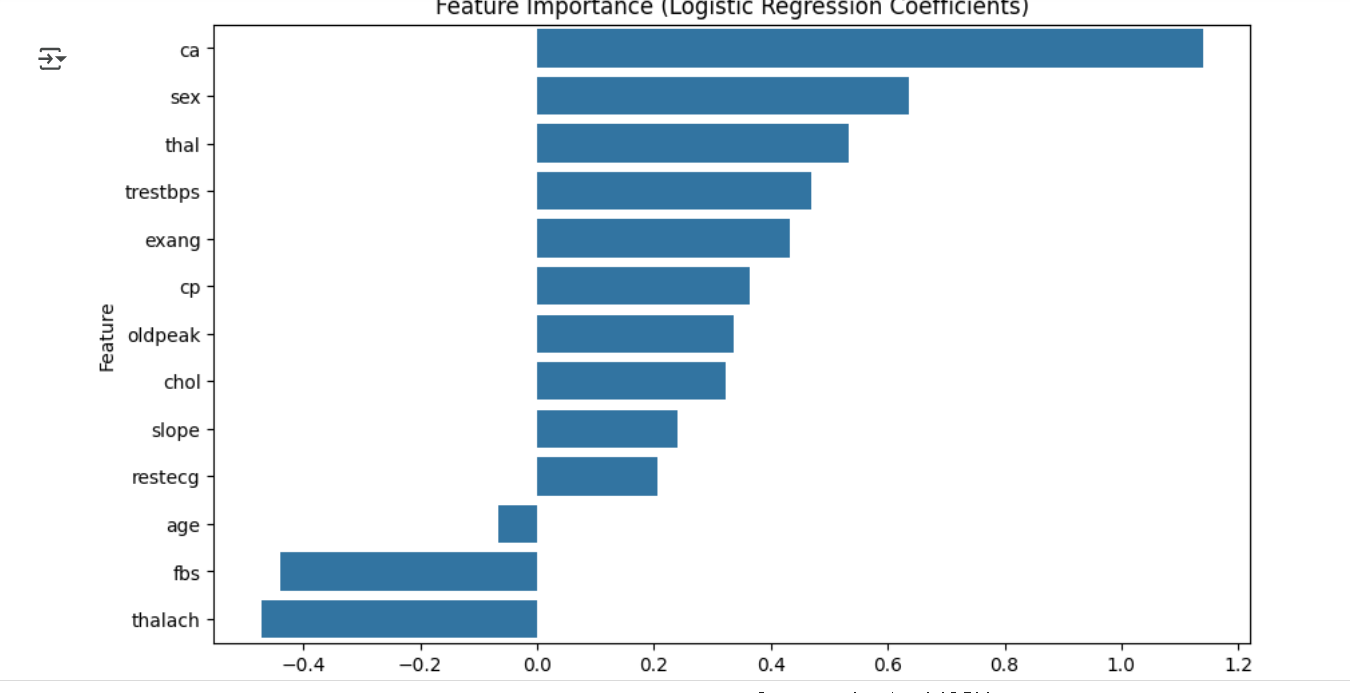 Feature Importance (Logistic Regression Coefficients)
ca
sex
thal
trestbps
exang
cp
oldpeak
chol
slope
restecg
age
fbs
thalach
Feature
−0.4 −0.2 0.0 0.2 0.4 0.6 0.8 1.0 1.2